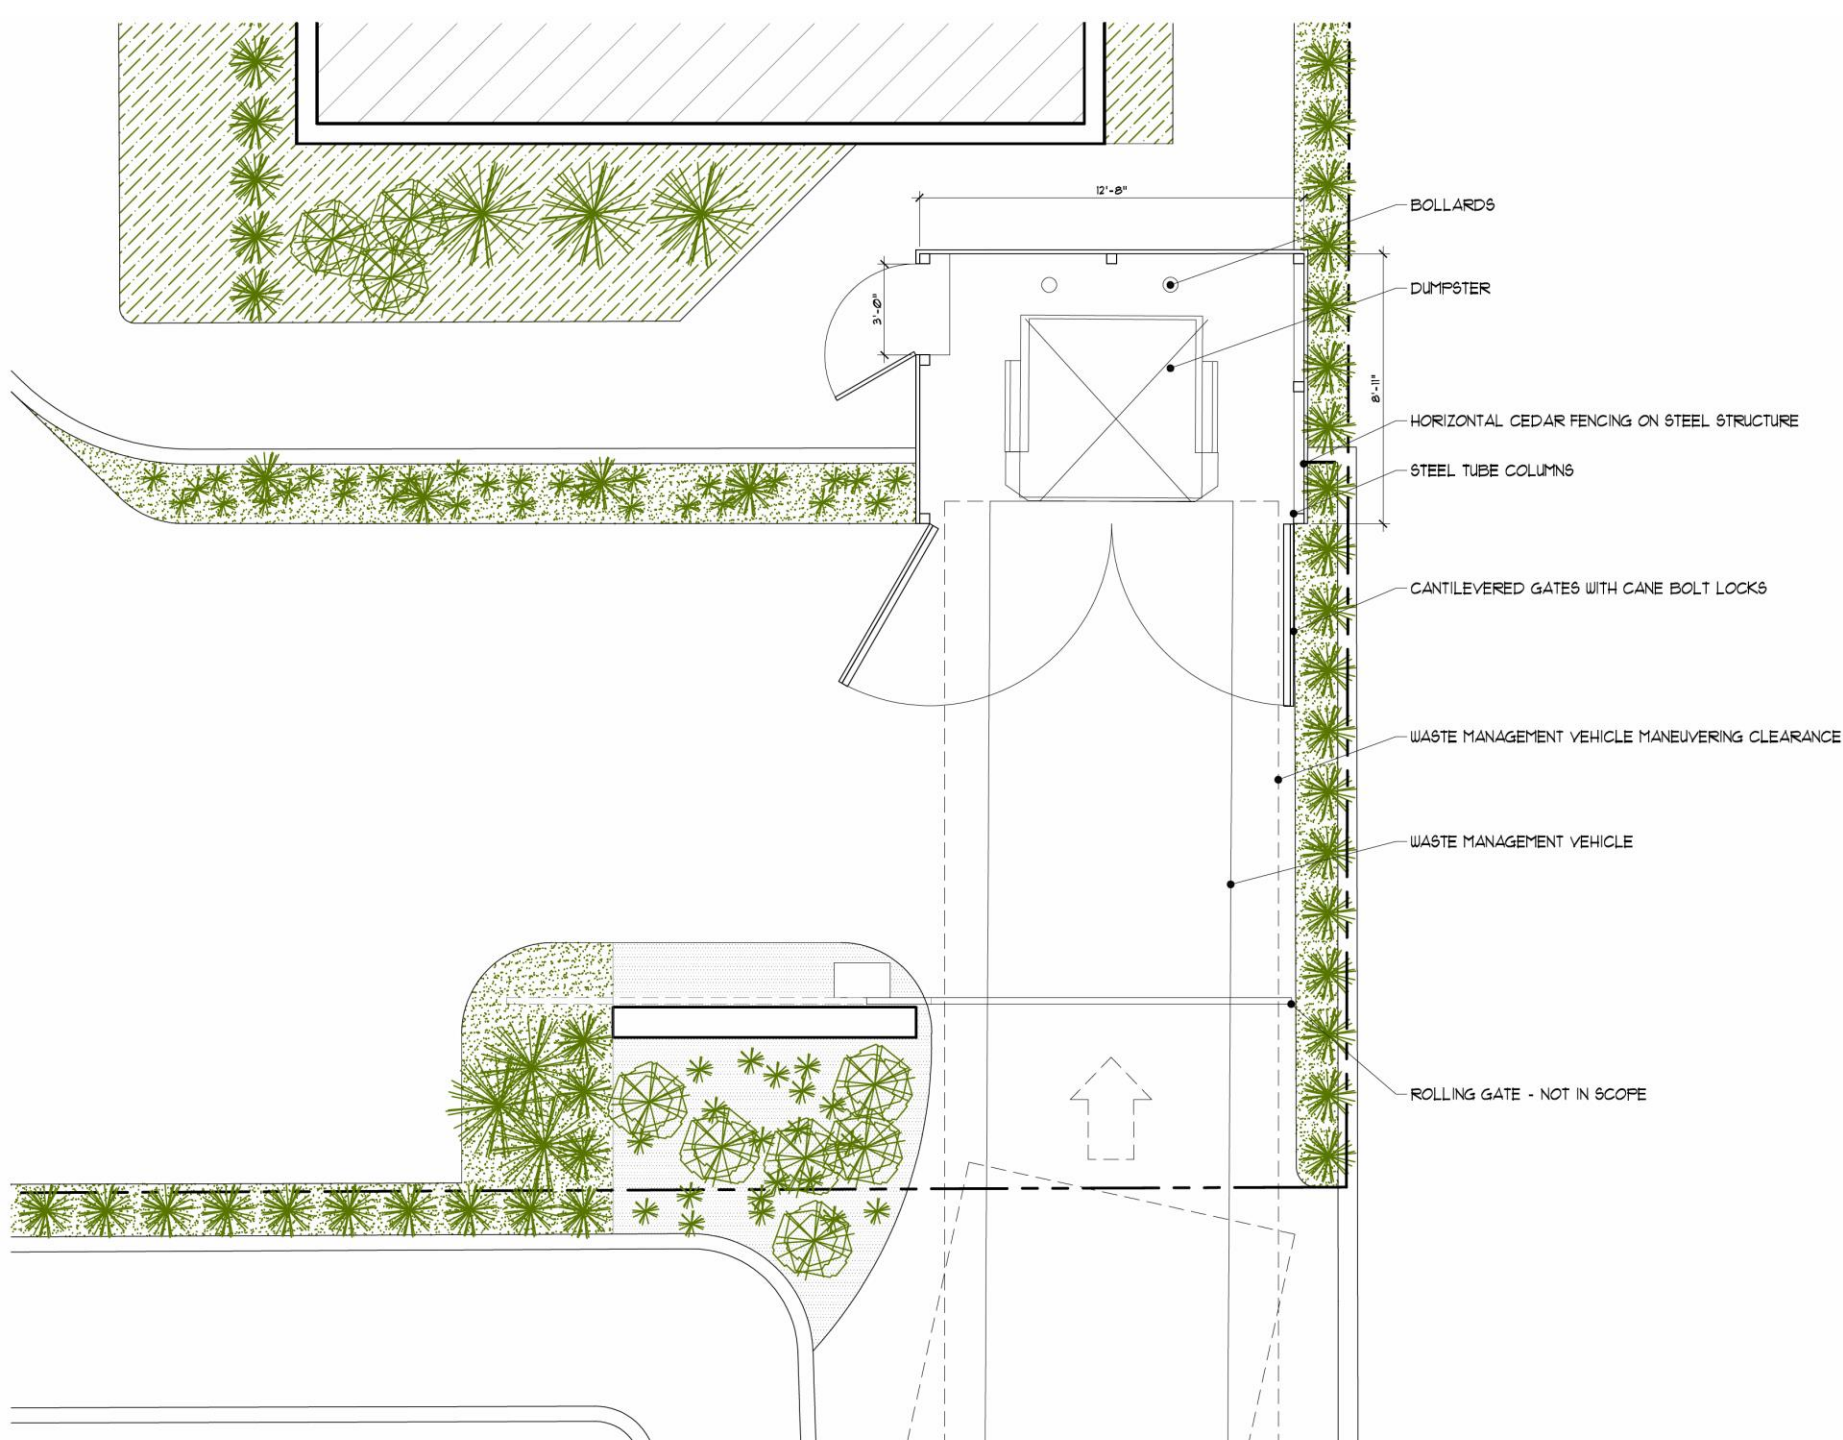 12'-8"
BOLLARDS
3'-0"
DUMPSTER
8'-11"
HORIZONTAL CEDAR FENCING ON STEEL STRUCTURE
STEEL TUBE COLUMNS
CANTILEVERED GATES WITH CANE BOLT LOCKS
WASTE MANAGEMENT VEHICLE MANEUVERING CLEARANCE
WASTE MANAGEMENT VEHICLE
ROLLING GATE - NOT IN SCOPE